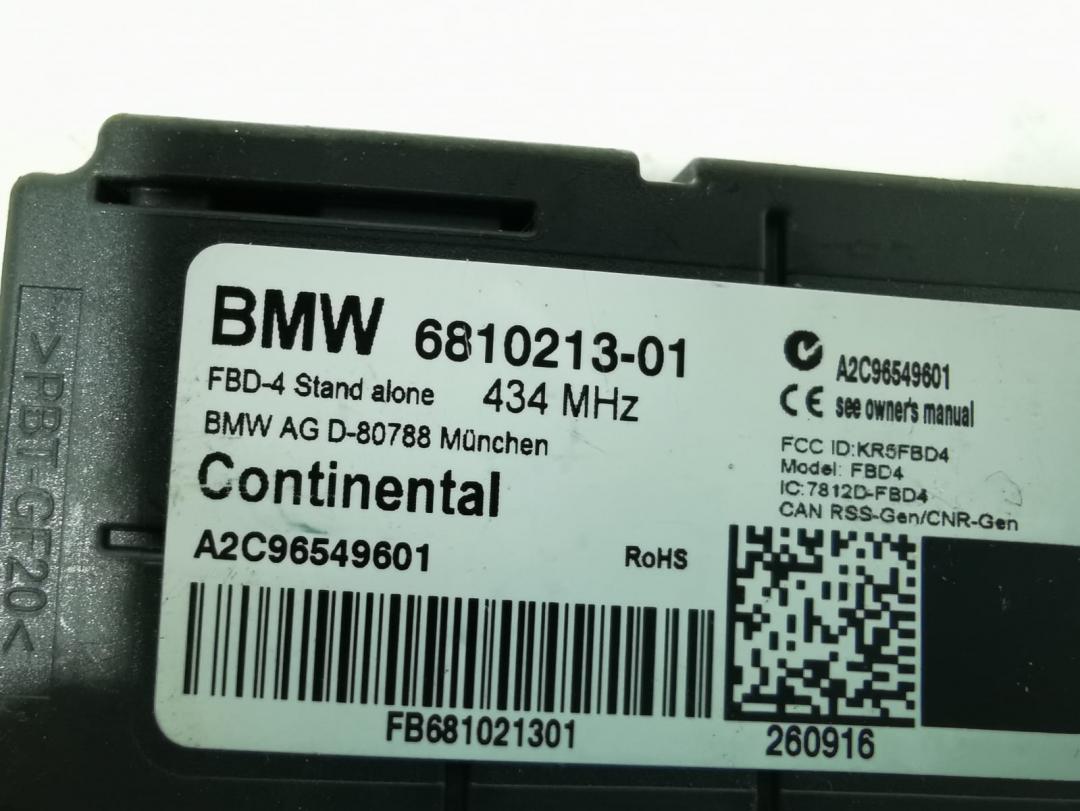 BMW 6810213-01
FBD-4 Stand alone 434 MHz
BMW AG D-80788 München
Continental
A2C96549601
RoHS
FB681021301
A2C96549601
CE see owner's manual
FCC ID:KR5FBD4
Model: FBD4
IC:7812D-FBD4
CAN RSS-Gen/CNR-Gen
260916
>PBT-GF20<